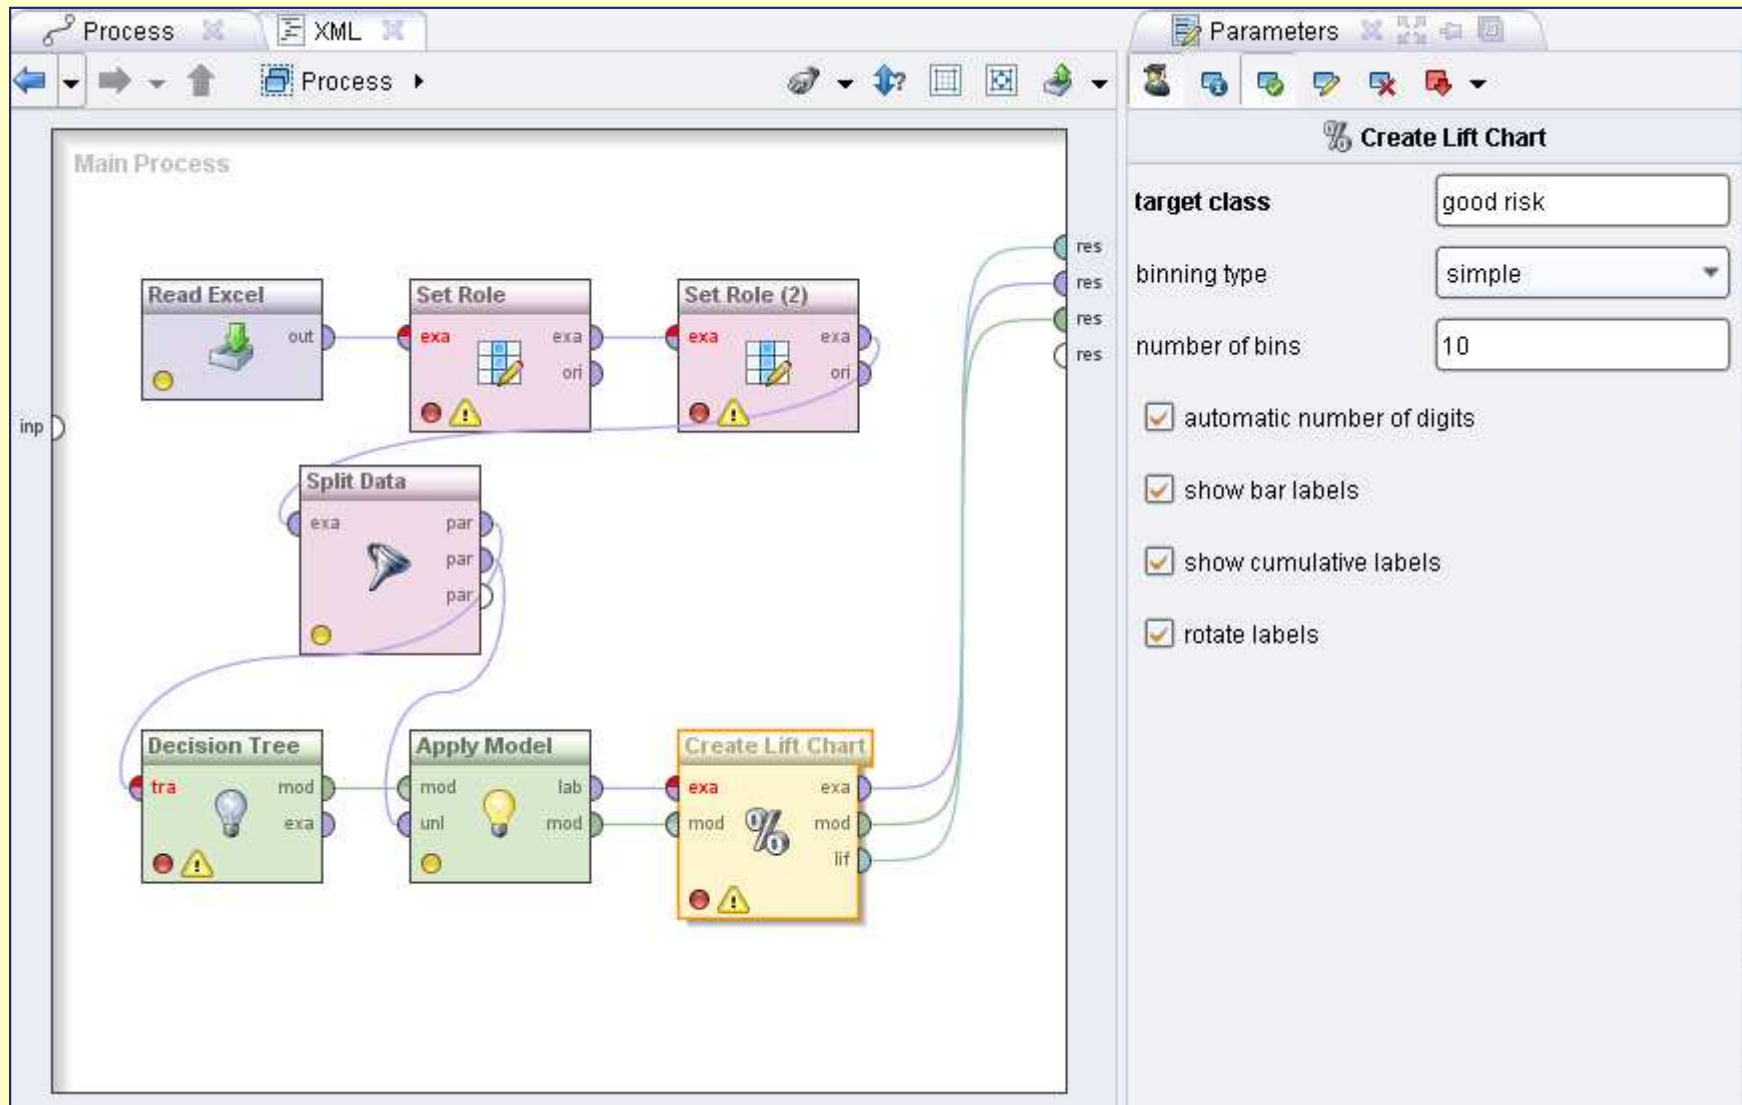 Process
XML
Parameters
Process
Create Lift Chart
Main Process
target class
good risk
binning type
simple
number of bins
10
automatic number of digits
show bar labels
show cumulative labels
rotate labels
res
res
res
res
inp
Read Excel
out
Set Role
exa
exa
ori
Set Role (2)
exa
exa
ori
Split Data
exa
par
par
par
Decision Tree
tra
mod
exa
Apply Model
mod
lab
unl
mod
Create Lift Chart
exa
exa
mod
mod
lif